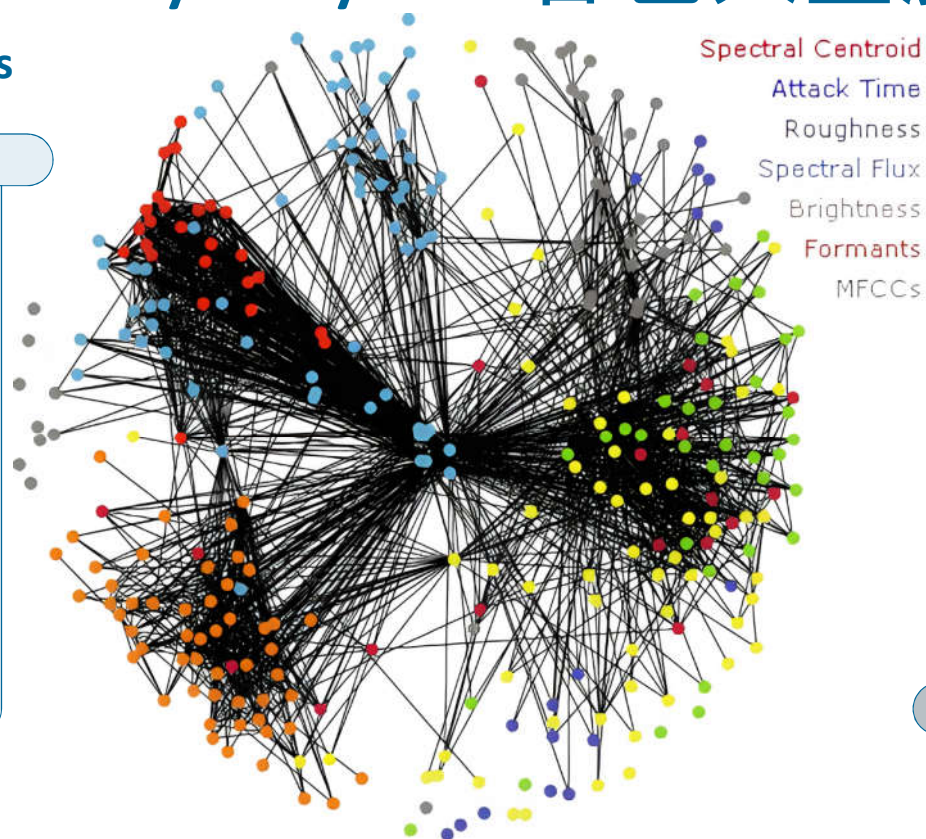 s
Spectral Centroid
Attack Time
Roughness
Spectral Flux
Brightness
Formants
MFCCs